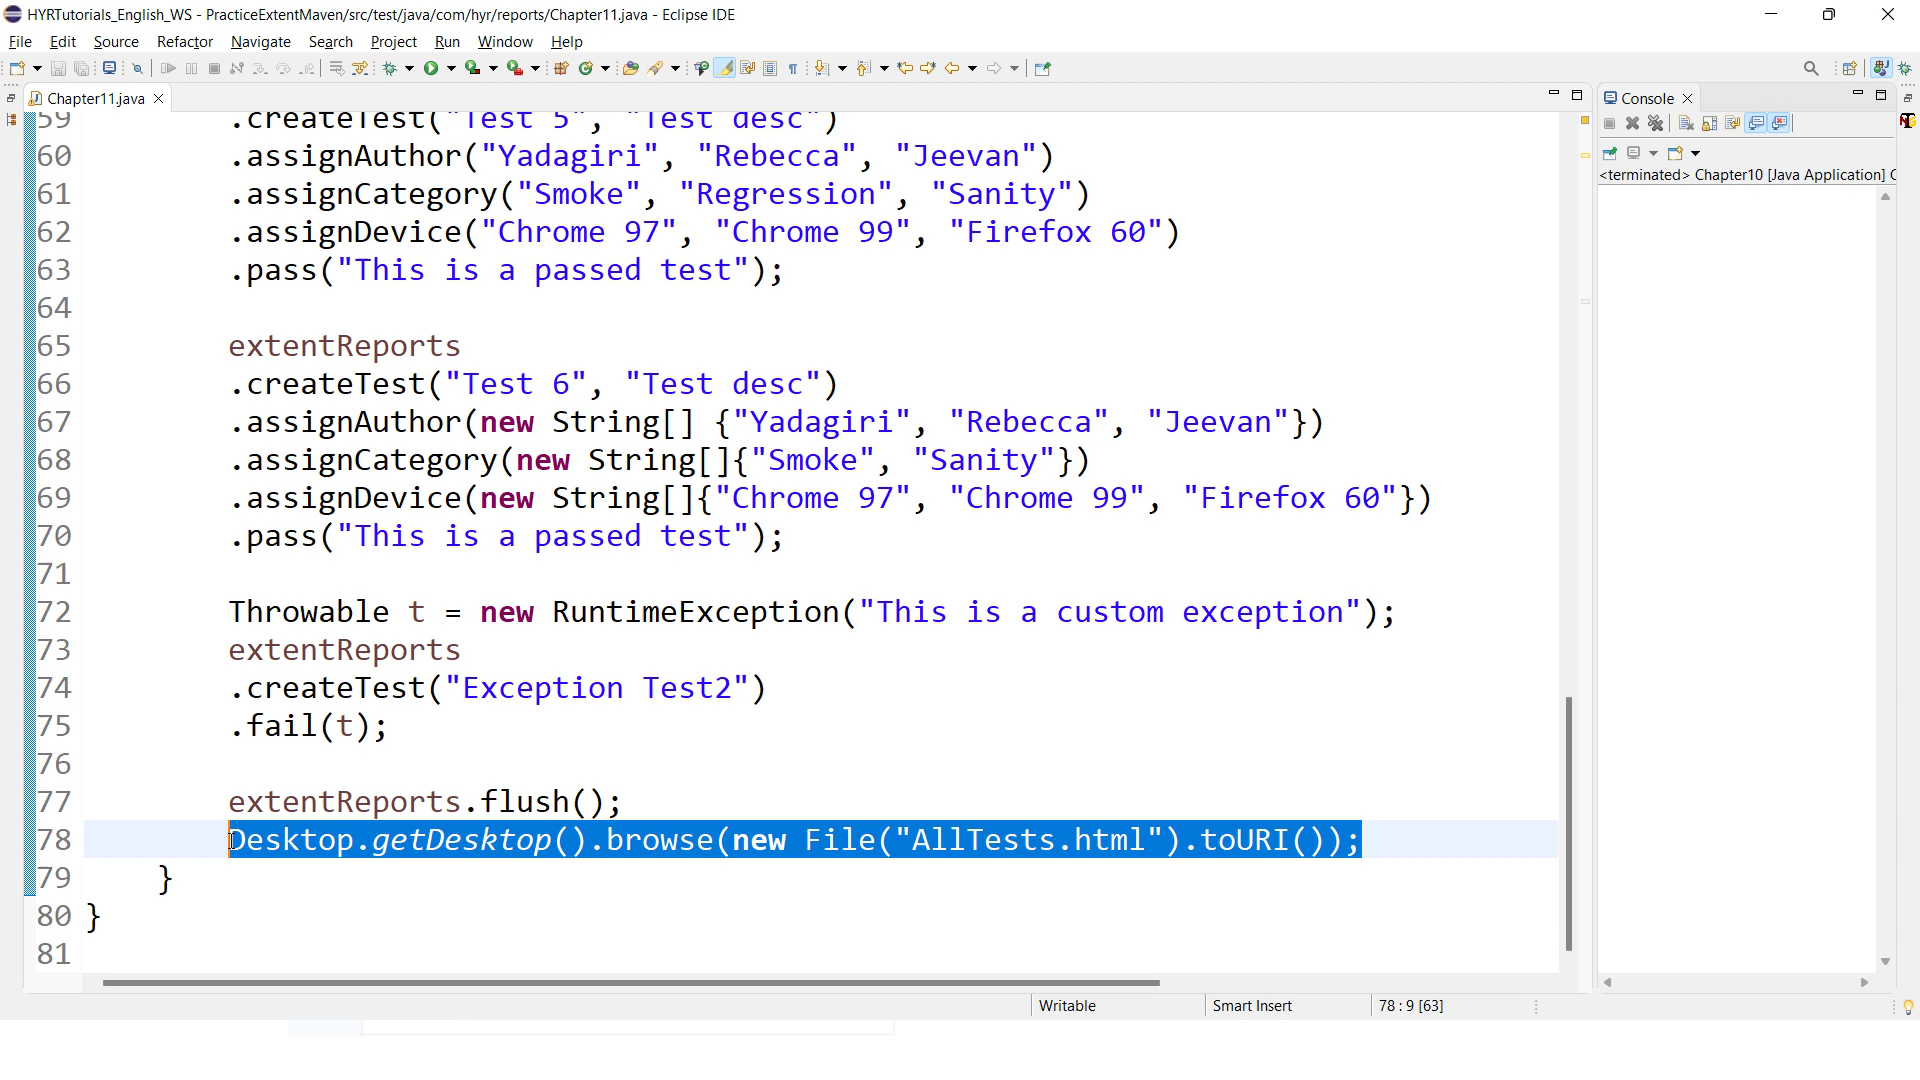 HYRTutorials_English_WS - PracticeExtentMaven/src/test/java/com/hyr/reports/Chapter11.java - Eclipse IDE
File Edit Source Refactor Navigate Search Project Run Window Help
Chapter11.java
Console
<terminated> Chapter10 [Java Application] C
59 .createTest("Test 5", "Test desc")
60 .assignAuthor("Yadagiri", "Rebecca", "Jeevan")
61 .assignCategory("Smoke", "Regression", "Sanity")
62 .assignDevice("Chrome 97", "Chrome 99", "Firefox 60")
63 .pass("This is a passed test");
64
65 extentReports
66 .createTest("Test 6", "Test desc")
67 .assignAuthor(new String[] {"Yadagiri", "Rebecca", "Jeevan"})
68 .assignCategory(new String[]{"Smoke", "Sanity"})
69 .assignDevice(new String[]{"Chrome 97", "Chrome 99", "Firefox 60"})
70 .pass("This is a passed test");
71
72 Throwable t = new RuntimeException("This is a custom exception");
73 extentReports
74 .createTest("Exception Test2")
75 .fail(t);
76
77 extentReports.flush();
78 Desktop.getDesktop().browse(new File("AllTests.html").toURI());
79 }
80 }
81
Writable Smart Insert 78 : 9 [63]